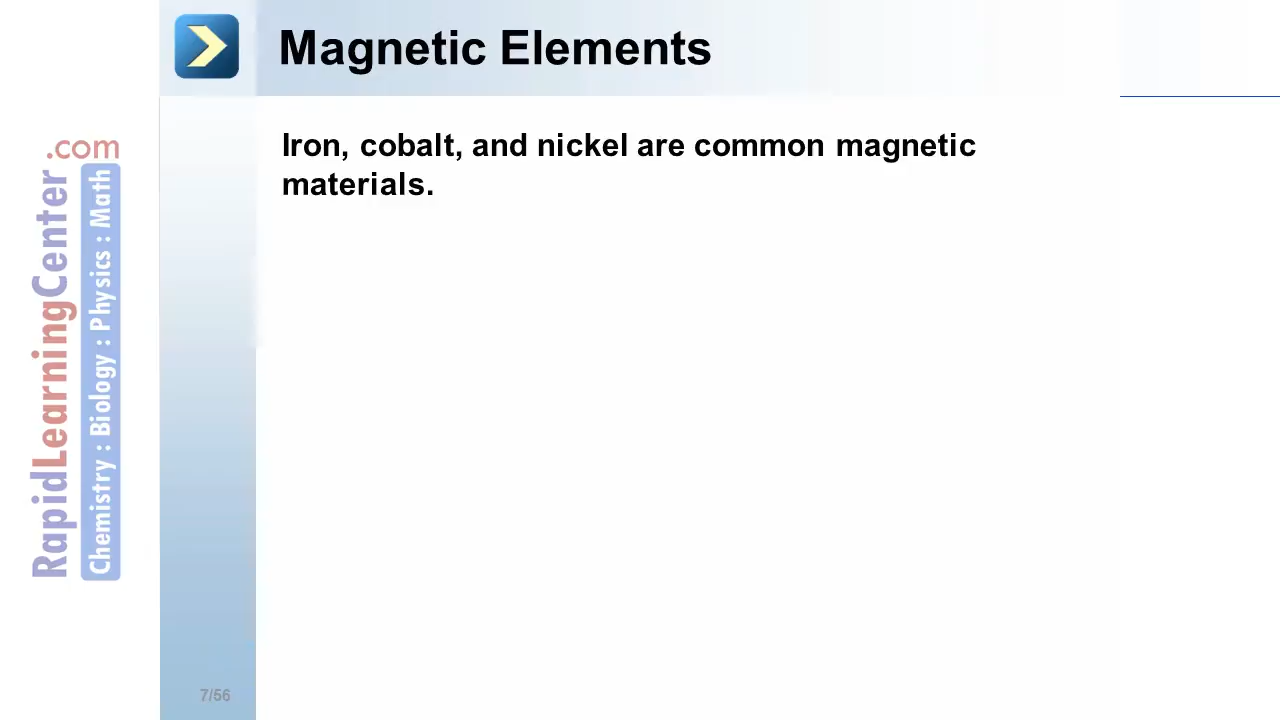 Magnetic Elements
Iron, cobalt, and nickel are common magnetic
materials.
RapidLearningCenter
.com
Chemistry : Biology : Physics : Math
7/56